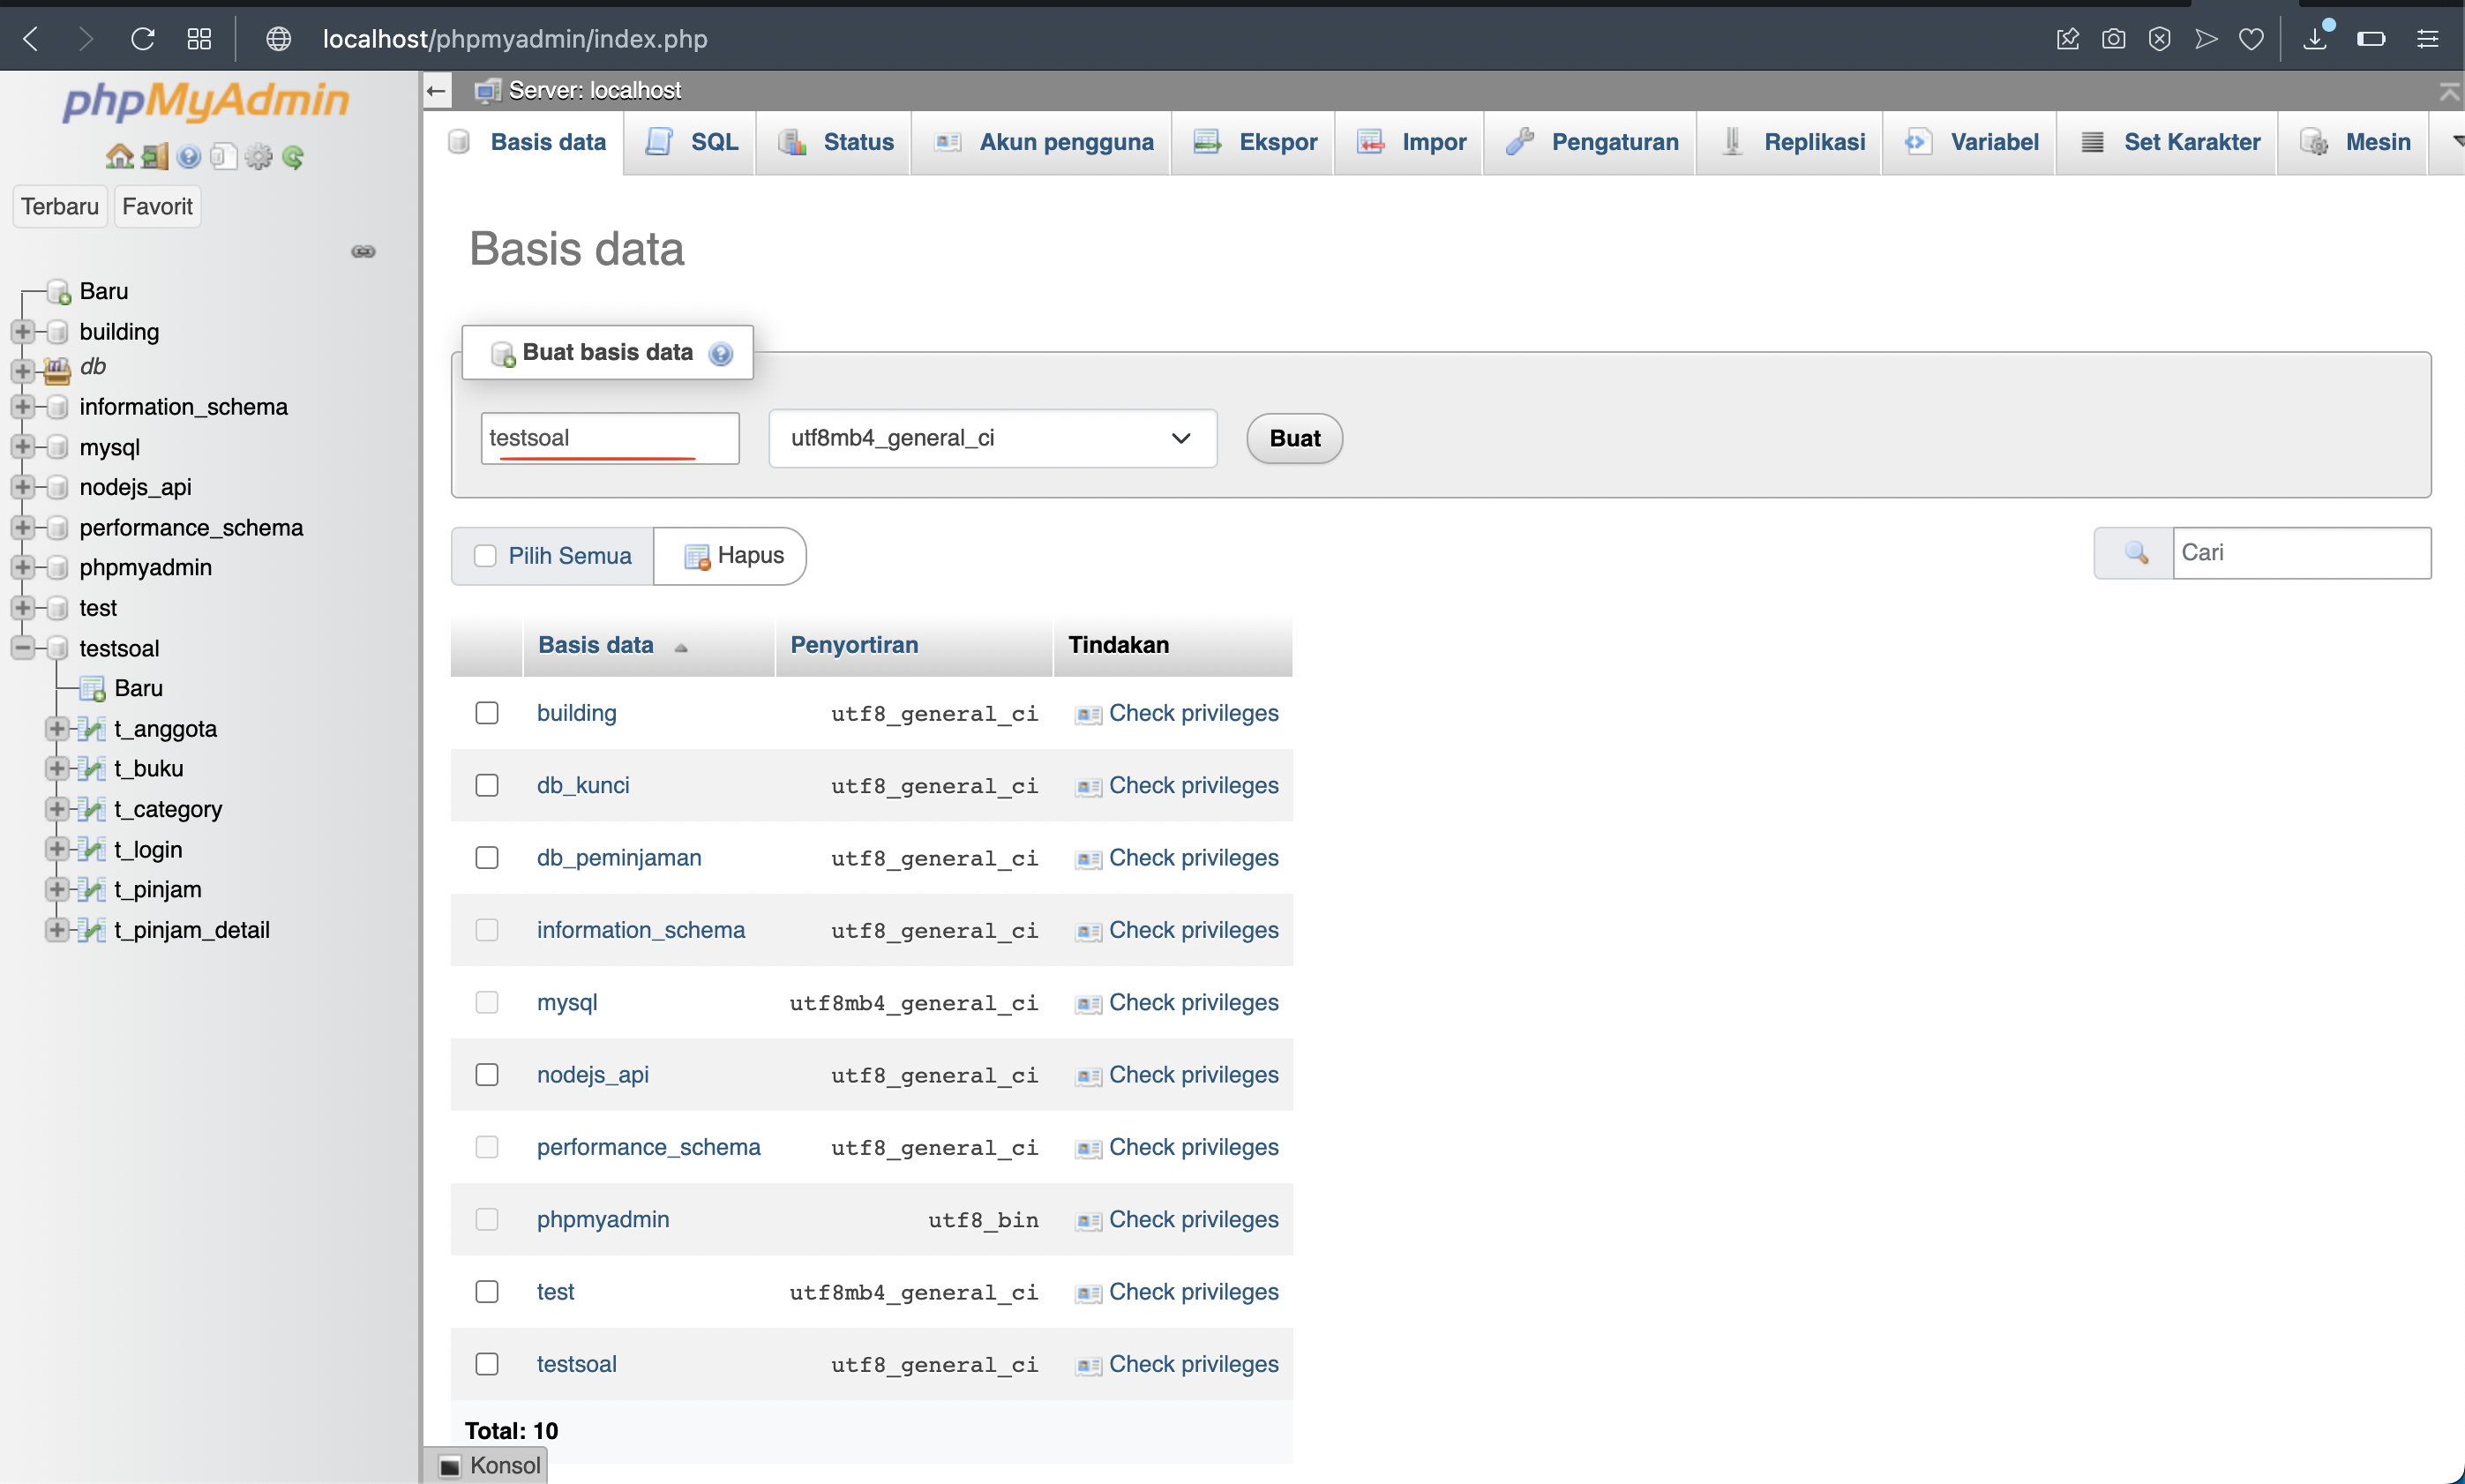 localhost/phpmyadmin/index.php
phpMyAdmin
Terbaru Favorit
Baru
building
db
information_schema
mysql
nodejs_api
performance_schema
phpmyadmin
test
testsoal
Baru
t_anggota
t_buku
t_category
t_login
t_pinjam
t_pinjam_detail
Server: localhost
Basis data SQL Status Akun pengguna Ekspor Impor Pengaturan Replikasi Variabel Set Karakter Mesin
Basis data
Buat basis data
testsoal utf8mb4_general_ci Buat
Pilih Semua Hapus Cari
Basis data Penyortiran Tindakan
building utf8_general_ci Check privileges
db_kunci utf8_general_ci Check privileges
db_peminjaman utf8_general_ci Check privileges
information_schema utf8_general_ci Check privileges
mysql utf8mb4_general_ci Check privileges
nodejs_api utf8_general_ci Check privileges
performance_schema utf8_general_ci Check privileges
phpmyadmin utf8_bin Check privileges
test utf8mb4_general_ci Check privileges
testsoal utf8_general_ci Check privileges
Total: 10
Konsol